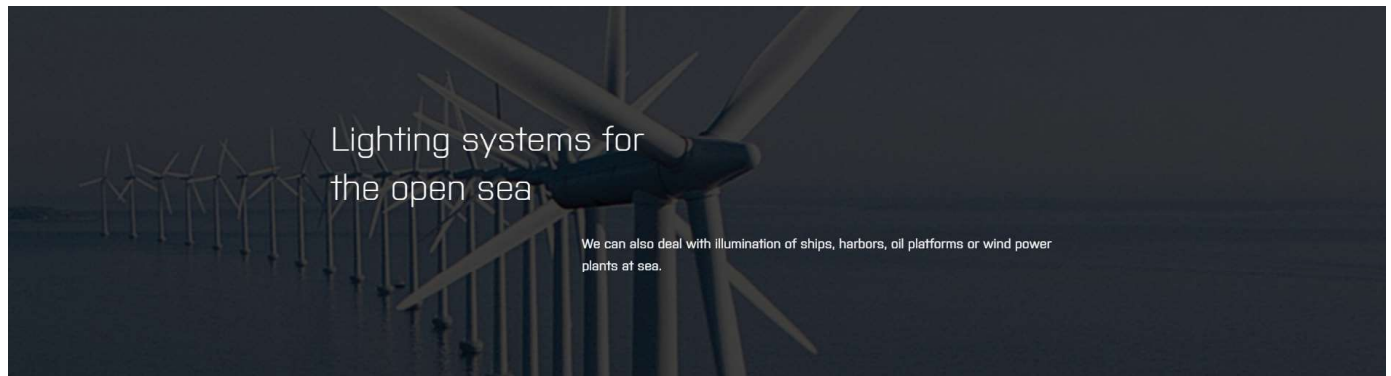 Lighting systems for
the open sea
We can also deal with illumination of ships, harbors, oil platforms or wind power
plants at sea.